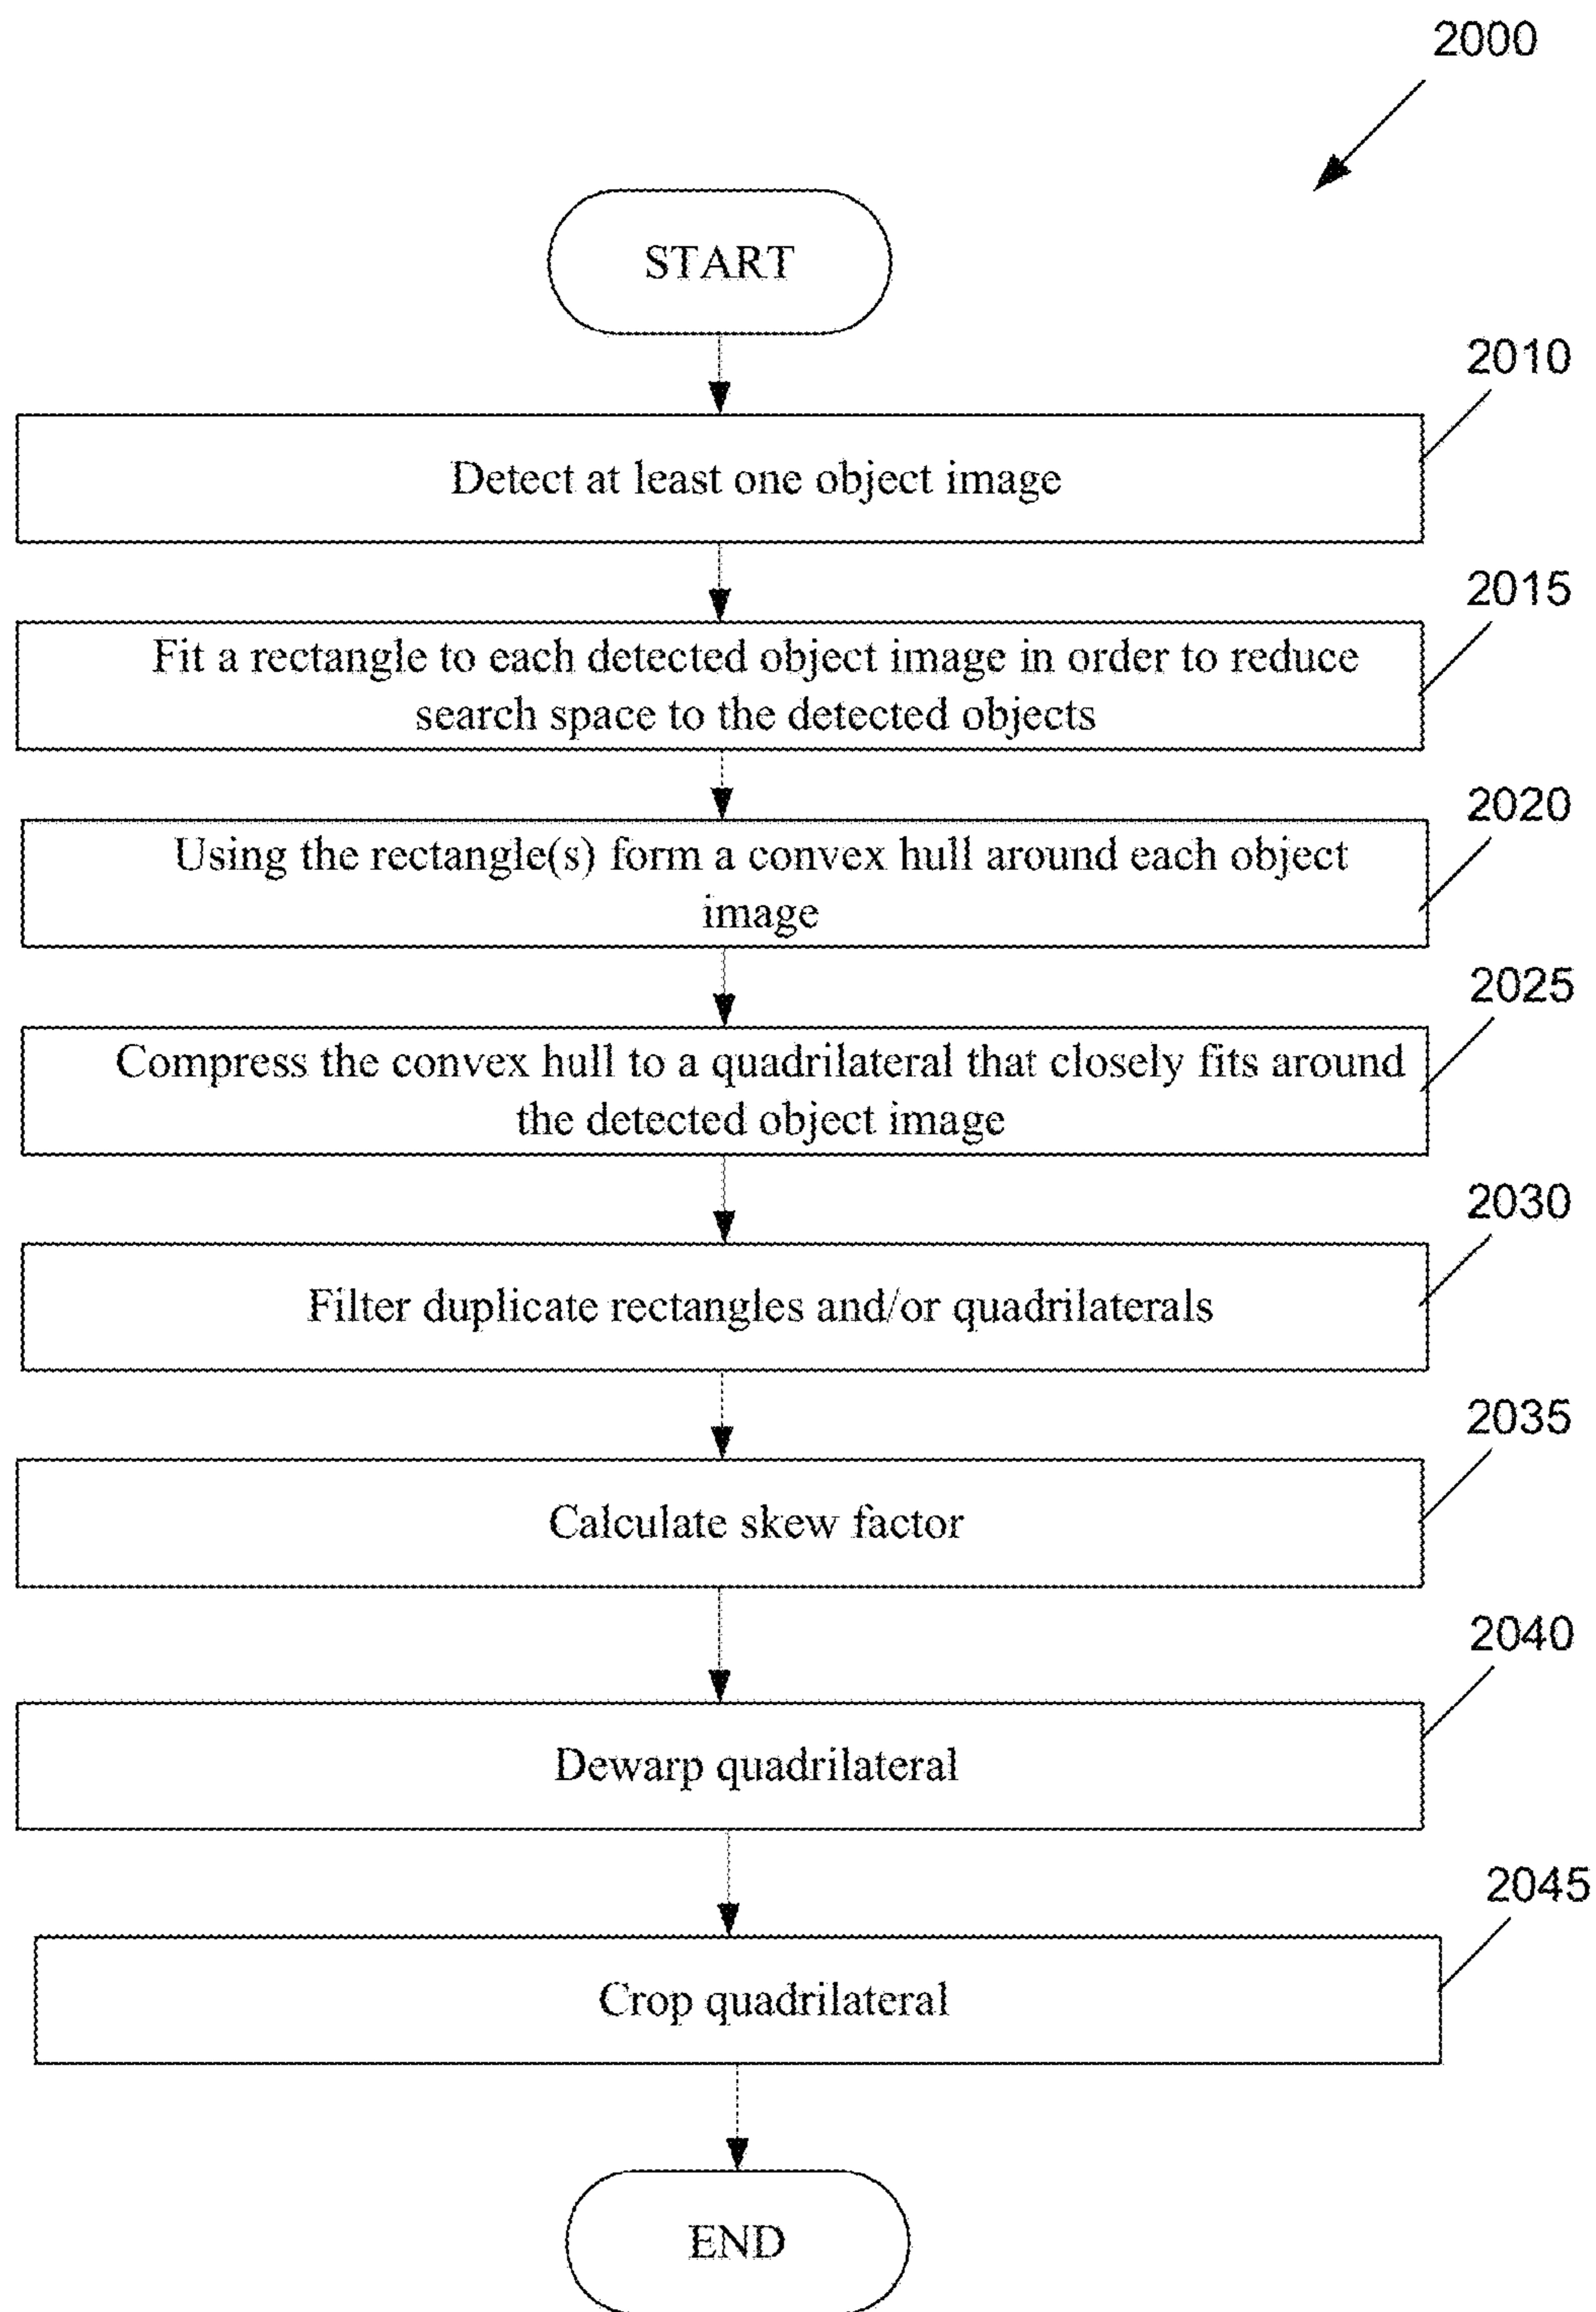 2000
START
2010
Detect at least one object image
2015
Fit a rectangle to each detected object image in order to reduce
search space to the detected objects
2020
Using the rectangle(s) form a convex hull around each object
image
2025
Compress the convex hull to a quadrilateral that closely fits around
the detected object image
2030
Filter duplicate rectangles and/or quadrilaterals
2035
Calculate skew factor
2040
Dewarp quadrilateral
2045
Crop quadrilateral
END